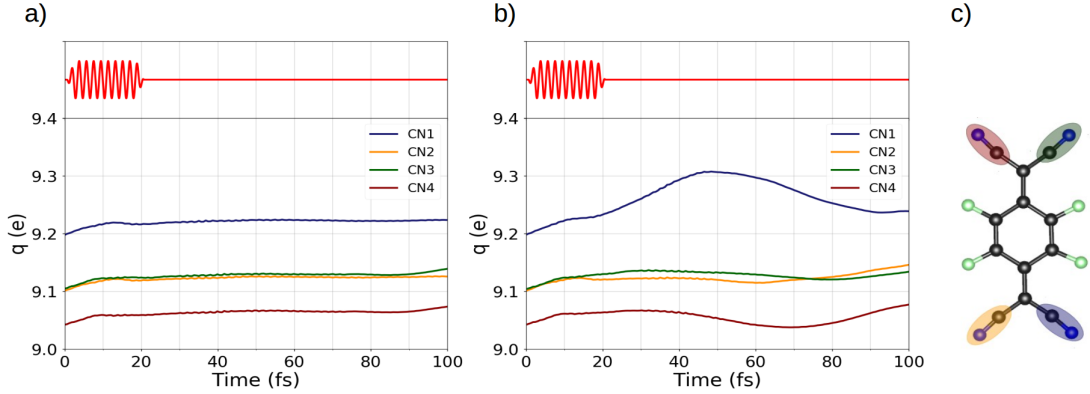 a)
9.4
9.3
9.2
9.1
9.0
q (e)
CN1
CN2
CN3
CN4
0 20 40 60 80 100
Time (fs)
b)
9.4
9.3
9.2
9.1
9.0
q (e)
CN1
CN2
CN3
CN4
0 20 40 60 80 100
Time (fs)
c)